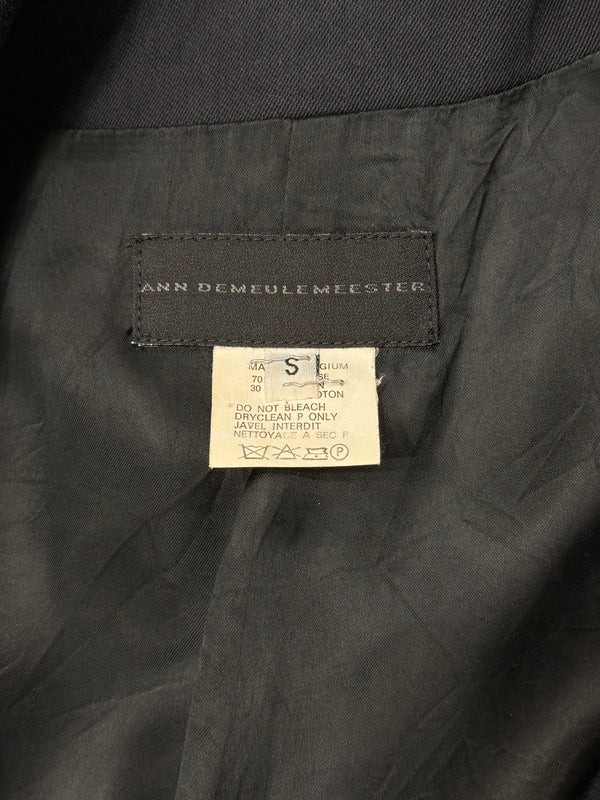 ANN DEMEULEMEESTER
S
70
30
DO NOT BLEACH
DRYCLEAN P ONLY
JAVEL INTERDIT
NETTOYAGE A SEC P
P